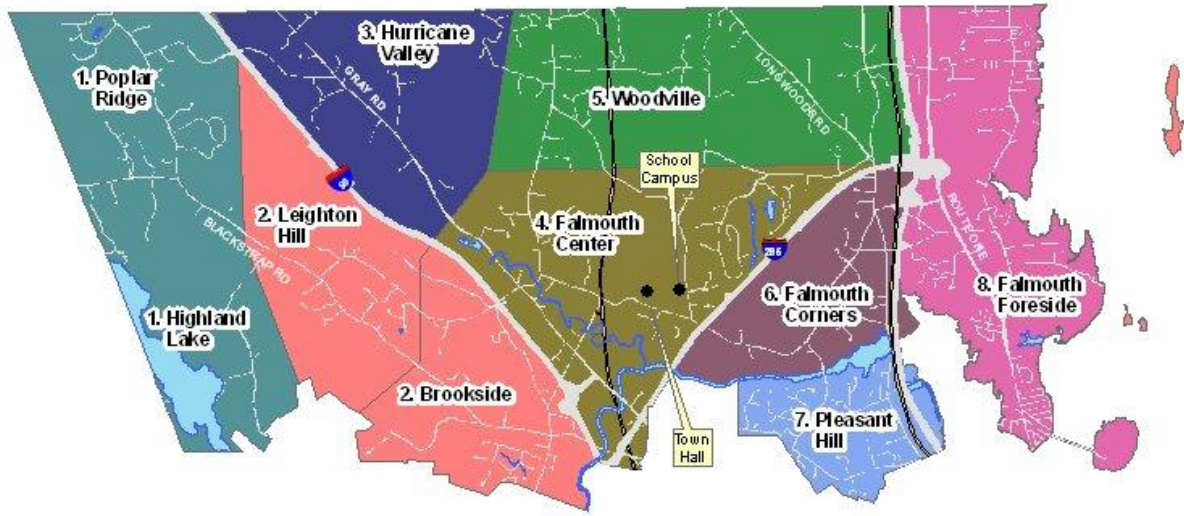 3. Hurricane
Valley
1. Poplar
Ridge
GRAY RD
LONGWOODS RD
5. Woodville
School
Campus
2. Leighton
Hill
4. Falmouth
Center
BLACKSTRAP RD
ROUTE ONE
295
6. Falmouth
Corners
8. Falmouth
Foreside
1. Highland
Lake
2. Brookside
7. Pleasant
Hill
Town
Hall